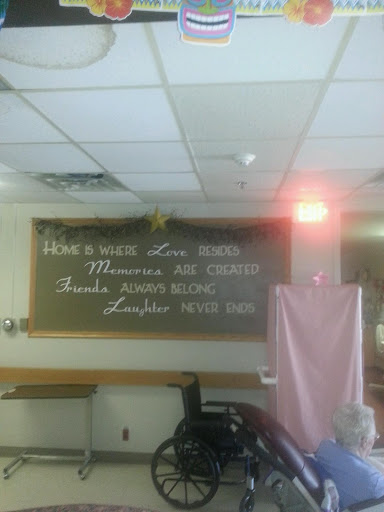 Home is where Love resides
Memories are created
Friends always belong
Laughter never ends